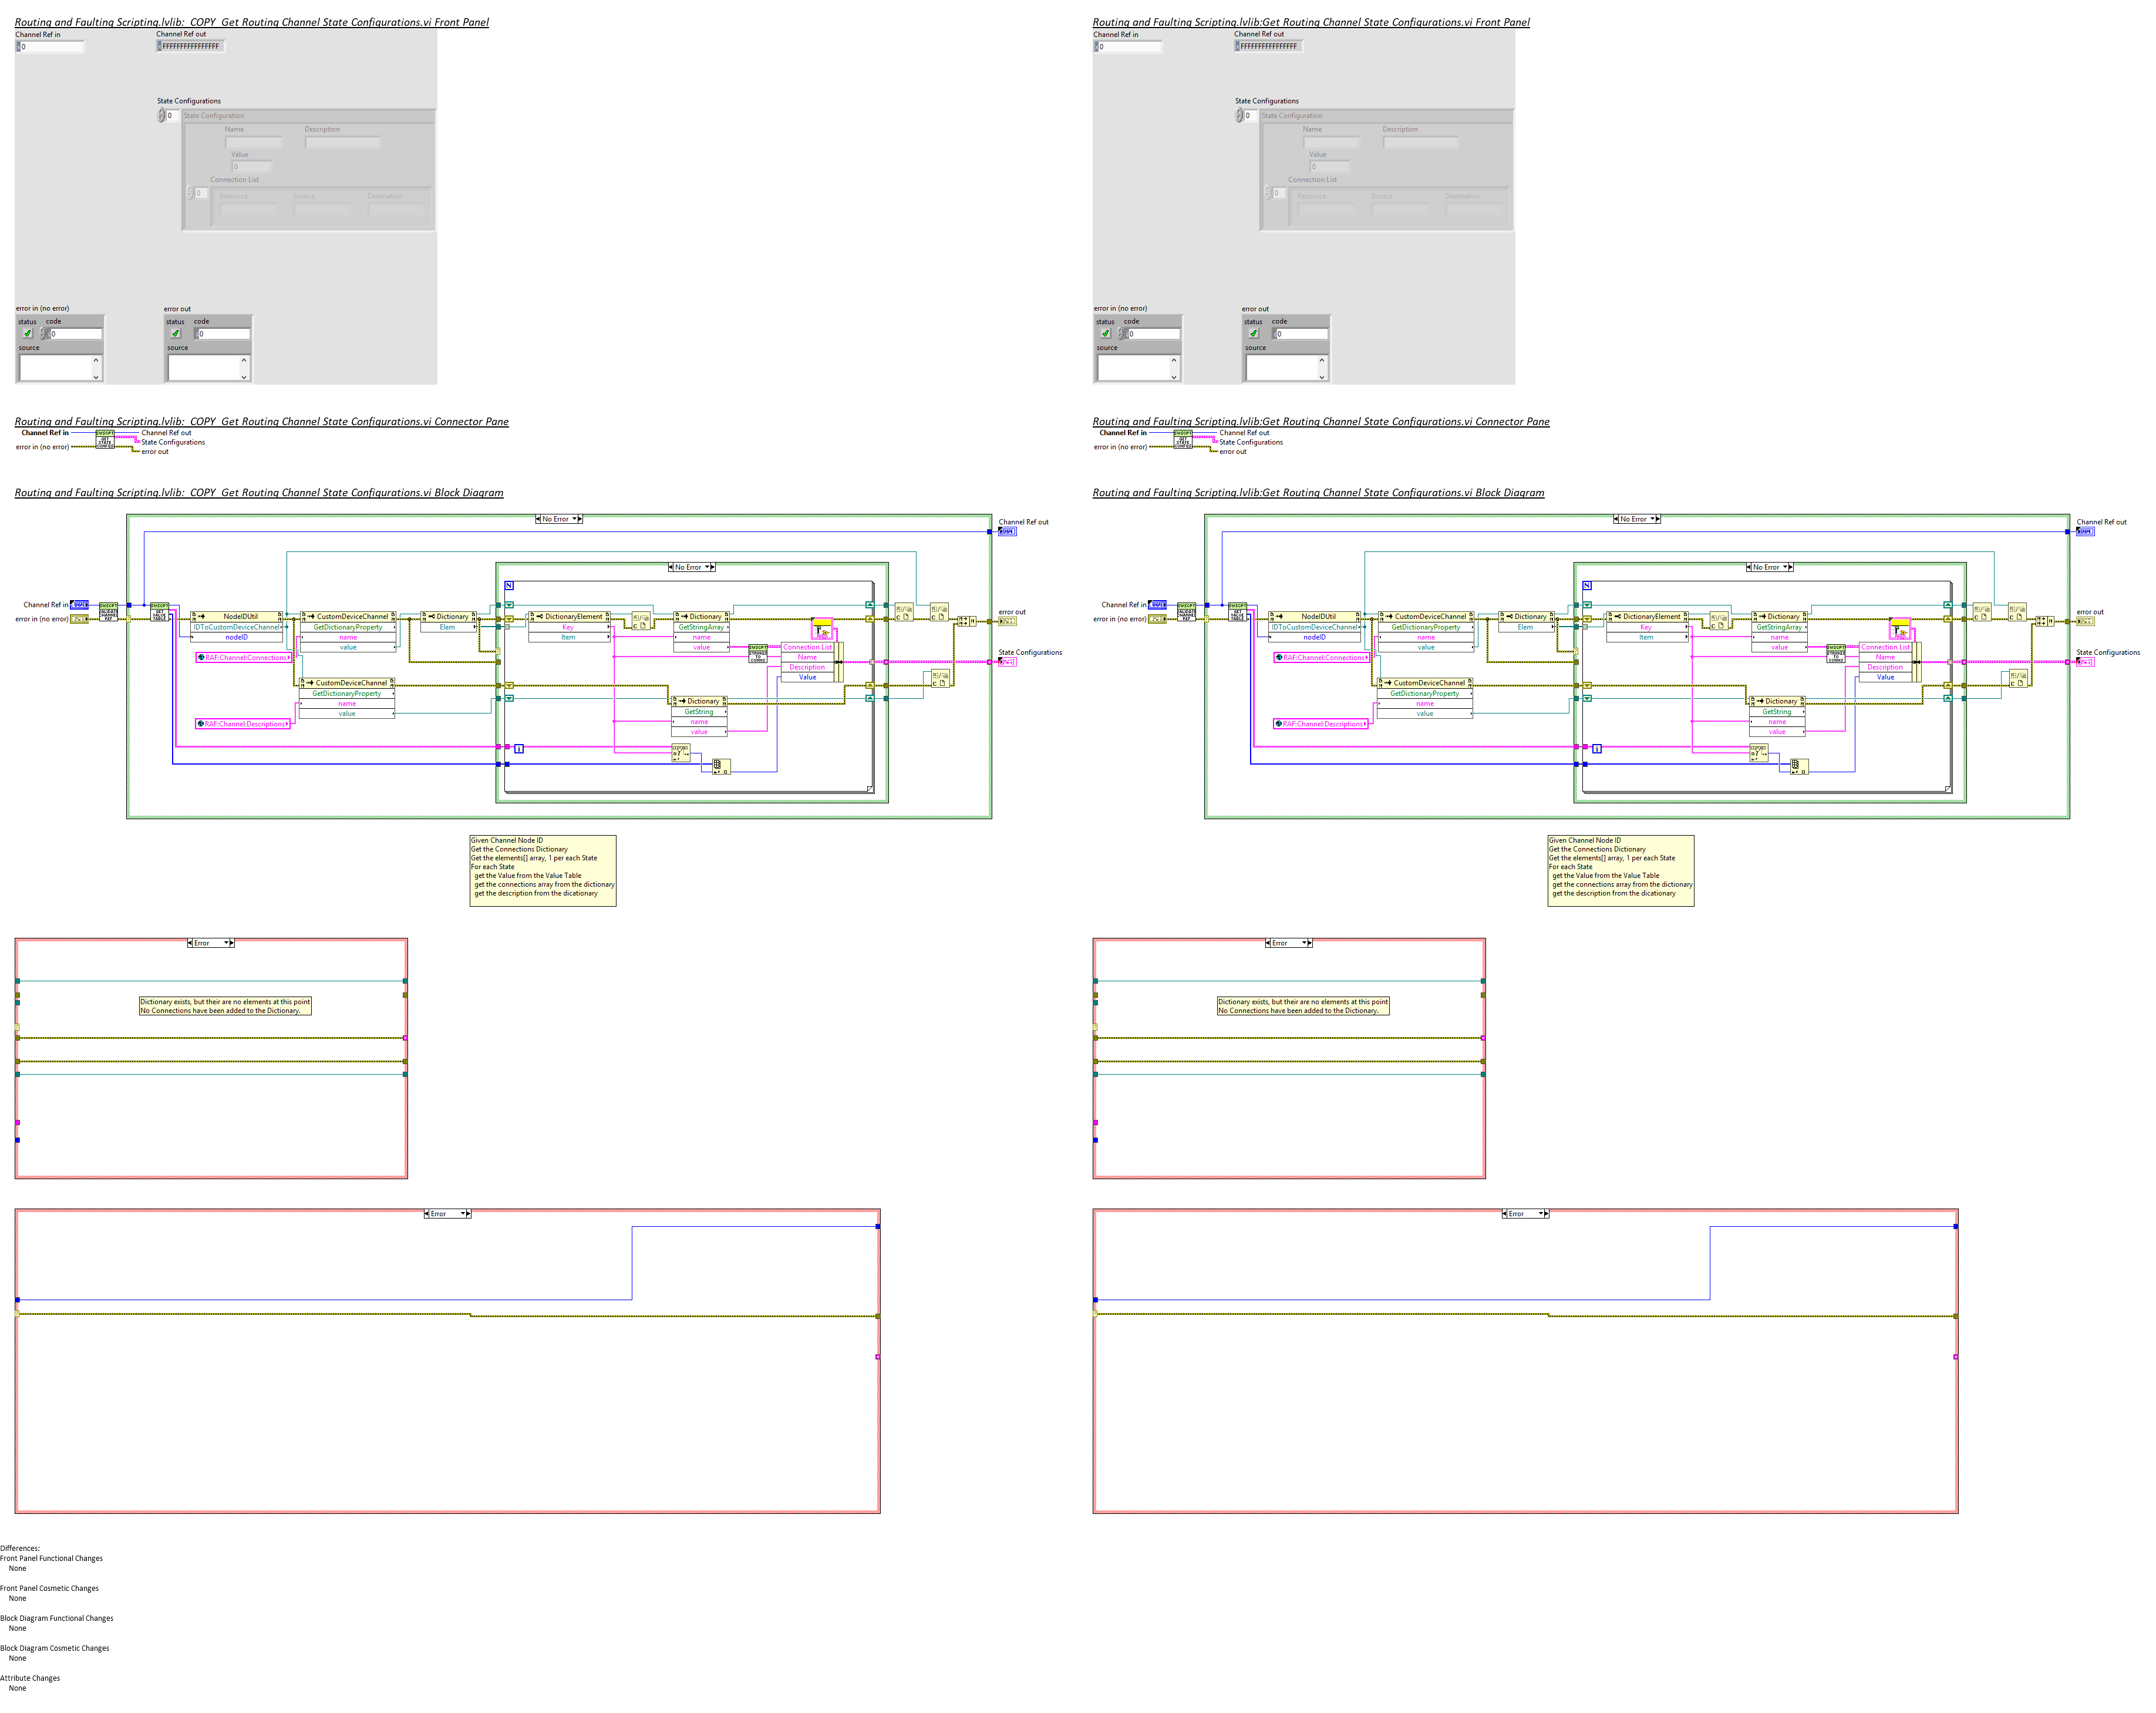 Routing and Faulting Scripting.lvlib:_COPY_Get Routing Channel State Configurations.vi Front Panel
Channel Ref in
Channel Ref out
0
FFFFFFFFFFFFFFFF
State Configurations
0
State Configuration
Name
Description
Value
0
Connection List
0
Resource
Source
Destination
error in (no error)
error out
status
code
status
code
0
0
source
source
Routing and Faulting Scripting.lvlib:_COPY_Get Routing Channel State Configurations.vi Connector Pane
Channel Ref in
Channel Ref out
State Configurations
error in (no error)
error out
Routing and Faulting Scripting.lvlib:_COPY_Get Routing Channel State Configurations.vi Block Diagram
No Error
Channel Ref out
No Error
N
Channel Ref in
error in (no error)
NodeIDUtil
IDToCustomDeviceChannel
nodeID
CustomDeviceChannel
GetDictionaryProperty
name
value
Dictionary
Elem
DictionaryElement
Key
Item
Dictionary
GetStringArray
name
value
error out
RAF:Channel:Connections
Connection List
Name
Description
Value
State Configurations
CustomDeviceChannel
GetDictionaryProperty
name
value
RAF:Channel:Descriptions
Dictionary
GetString
name
value
i
Given Channel Node ID
Get the Connections Dictionary
Get the elements[] array, 1 per each State
For each State
get the Value from the Value Table
get the connections array from the dictionary
get the description from the dicationary
Error
Dictionary exists, but their are no elements at this point
No Connections have been added to the Dictionary.
Error
Differences:
Front Panel Functional Changes
None
Front Panel Cosmetic Changes
None
Block Diagram Functional Changes
None
Block Diagram Cosmetic Changes
None
Attribute Changes
None
Routing and Faulting Scripting.lvlib:Get Routing Channel State Configurations.vi Front Panel
Channel Ref in
Channel Ref out
0
FFFFFFFFFFFFFFFF
State Configurations
0
State Configuration
Name
Description
Value
0
Connection List
0
Resource
Source
Destination
error in (no error)
error out
status
code
status
code
0
0
source
source
Routing and Faulting Scripting.lvlib:Get Routing Channel State Configurations.vi Connector Pane
Channel Ref in
Channel Ref out
State Configurations
error in (no error)
error out
Routing and Faulting Scripting.lvlib:Get Routing Channel State Configurations.vi Block Diagram
No Error
Channel Ref out
No Error
N
Channel Ref in
error in (no error)
NodeIDUtil
IDToCustomDeviceChannel
nodeID
CustomDeviceChannel
GetDictionaryProperty
name
value
Dictionary
Elem
DictionaryElement
Key
Item
Dictionary
GetStringArray
name
value
error out
RAF:Channel:Connections
Connection List
Name
Description
Value
State Configurations
CustomDeviceChannel
GetDictionaryProperty
name
value
RAF:Channel:Descriptions
Dictionary
GetString
name
value
i
Given Channel Node ID
Get the Connections Dictionary
Get the elements[] array, 1 per each State
For each State
get the Value from the Value Table
get the connections array from the dictionary
get the description from the dicationary
Error
Dictionary exists, but their are no elements at this point
No Connections have been added to the Dictionary.
Error